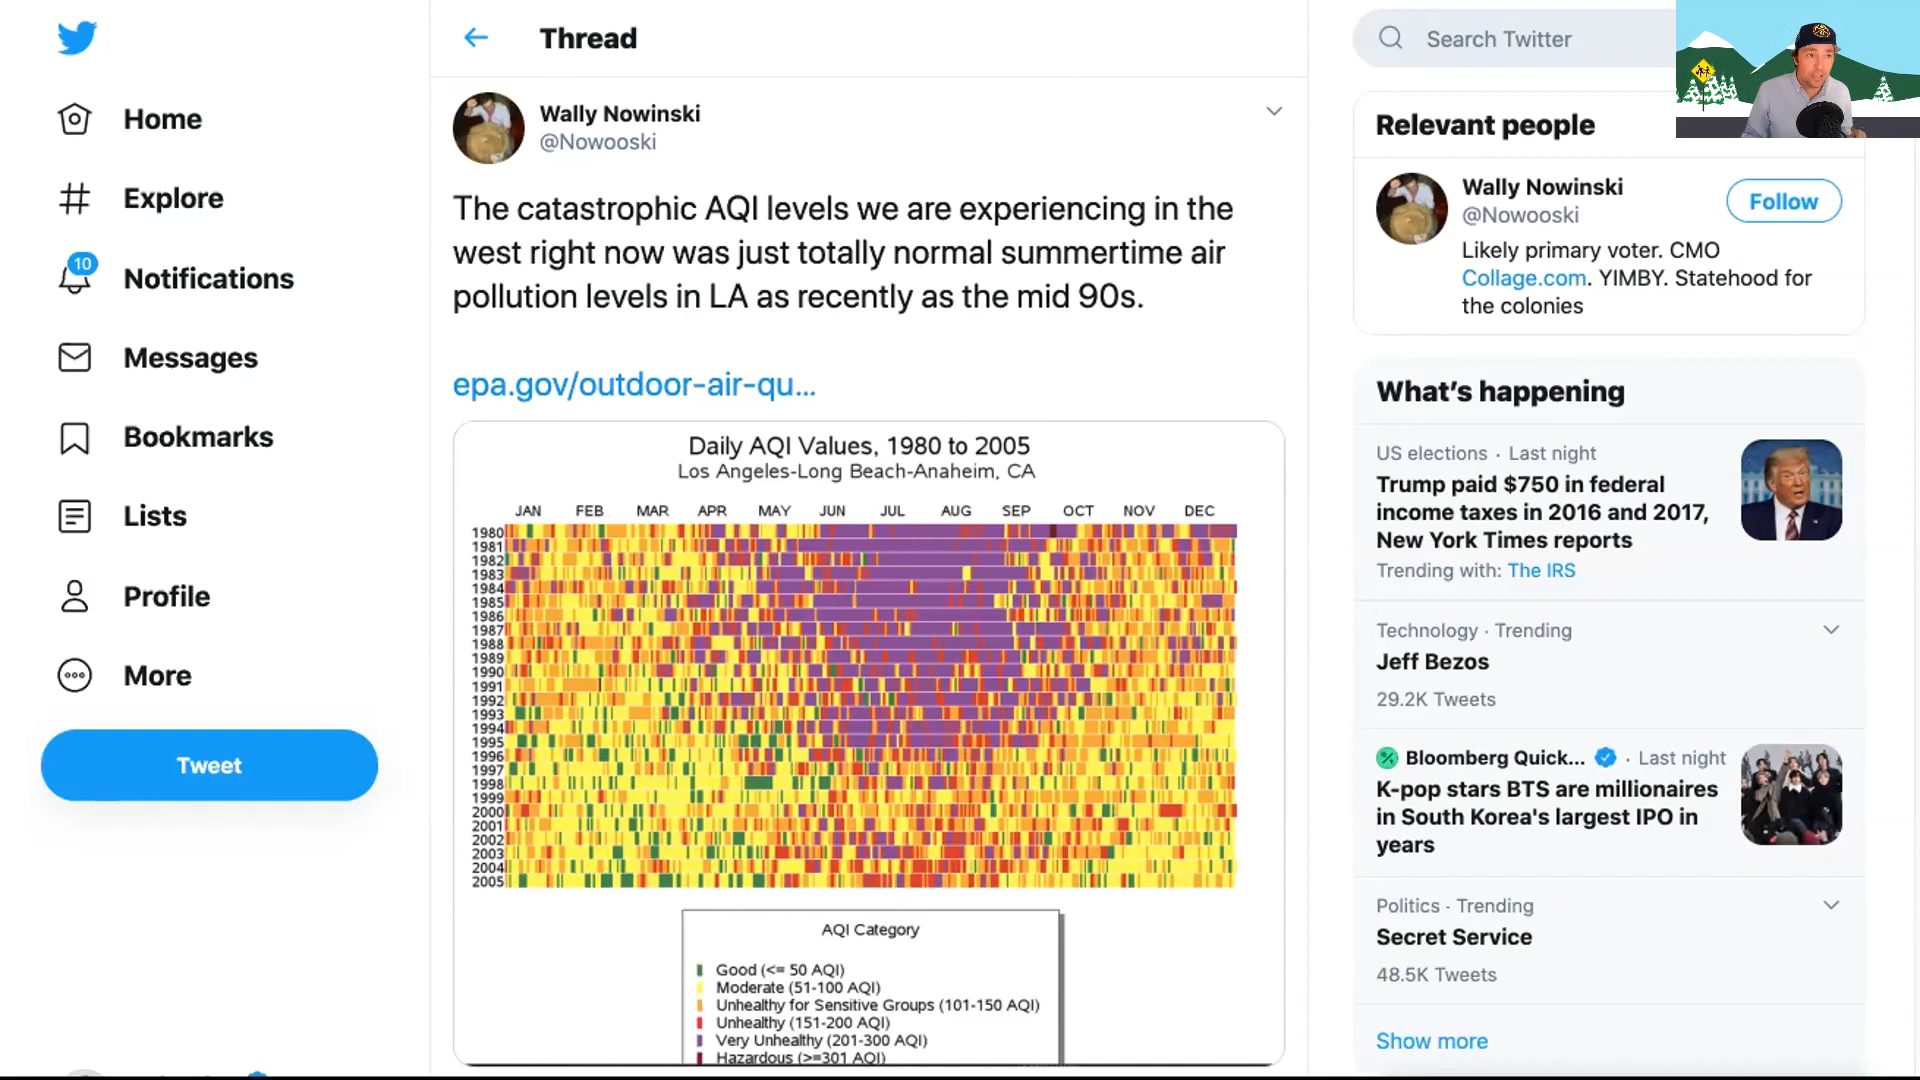 Home
Explore
10
Notifications
Messages
Bookmarks
Lists
Profile
More
Tweet
Thread
Wally Nowinski
@Nowooski
The catastrophic AQI levels we are experiencing in the
west right now was just totally normal summertime air
pollution levels in LA as recently as the mid 90s.
epa.gov/outdoor-air-qu...
Daily AQI Values, 1980 to 2005
Los Angeles-Long Beach-Anaheim, CA
JAN FEB MAR APR MAY JUN JUL AUG SEP OCT NOV DEC
1980
1981
1982
1983
1984
1985
1986
1987
1988
1989
1990
1991
1992
1993
1994
1995
1996
1997
1998
1999
2000
2001
2002
2003
2004
2005
AQI Category
Good (<= 50 AQI)
Moderate (51-100 AQI)
Unhealthy for Sensitive Groups (101-150 AQI)
Unhealthy (151-200 AQI)
Very Unhealthy (201-300 AQI)
Hazardous (>=301 AQI)
Search Twitter
Relevant people
Wally Nowinski
@Nowooski
Follow
Likely primary voter. CMO
Collage.com. YIMBY. Statehood for
the colonies
What's happening
US elections · Last night
Trump paid $750 in federal
income taxes in 2016 and 2017,
New York Times reports
Trending with: The IRS
Technology · Trending
Jeff Bezos
29.2K Tweets
Bloomberg Quick... · Last night
K-pop stars BTS are millionaires
in South Korea's largest IPO in
years
Politics · Trending
Secret Service
48.5K Tweets
Show more